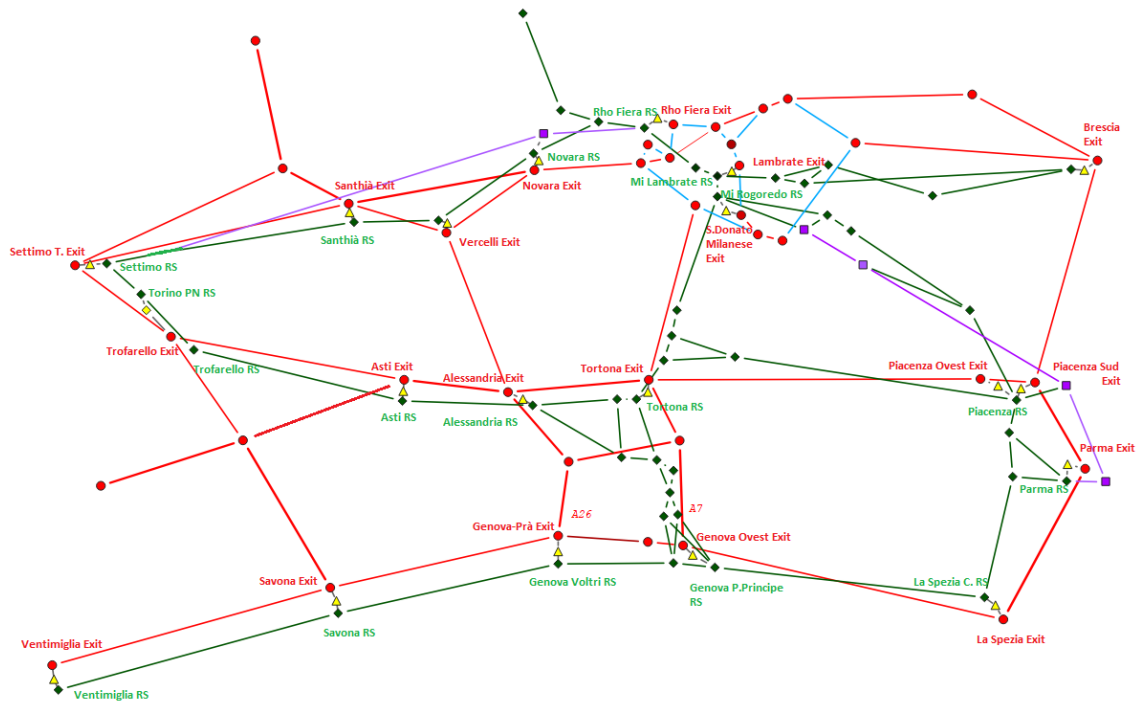 Rho Fiera RS
Rho Fiera Exit
Brescia
Exit
Novara RS
Lambrate Exit
Santhià Exit
Novara Exit
Mi Lambrate RS
Mi Rogoredo RS
Santhià RS
Vercelli Exit
S.Donato
Milanese
Exit
Settimo T. Exit
Settimo RS
Torino PN RS
Trofarello Exit
Trofarello RS
Asti Exit
Alessandria Exit
Tortona Exit
Piacenza Ovest Exit
Piacenza Sud
Exit
Asti RS
Alessandria RS
Tortona RS
Piacenza RS
Parma Exit
Parma RS
A26
A7
Genova-Prà Exit
Genova Ovest Exit
Savona Exit
Genova Voltri RS
Genova P.Principe
RS
La Spezia C. RS
Savona RS
La Spezia Exit
Ventimiglia Exit
Ventimiglia RS